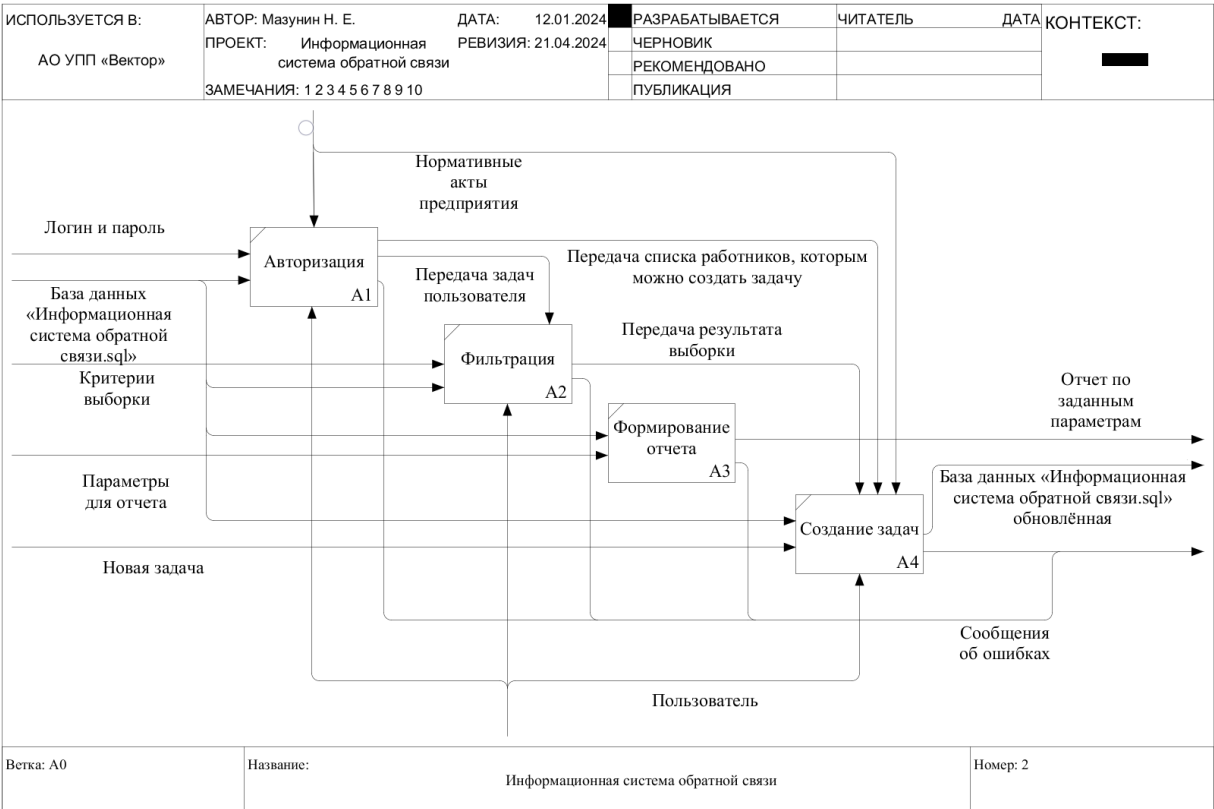 ИСПОЛЬЗУЕТСЯ В:
АО УПП «Вектор»
АВТОР: Мазунин Н. Е.
ДАТА: 12.01.2024
ПРОЕКТ: Информационная
система обратной связи
РЕВИЗИЯ: 21.04.2024
ЗАМЕЧАНИЯ: 1 2 3 4 5 6 7 8 9 10
РАЗРАБАТЫВАЕТСЯ
ЧЕРНОВИК
РЕКОМЕНДОВАНО
ПУБЛИКАЦИЯ
ЧИТАТЕЛЬ
ДАТА
КОНТЕКСТ:
Нормативные
акты
предприятия
Логин и пароль
Авторизация
A1
Передача списка работников, которым
можно создать задачу
Передача задач
пользователя
База данных
«Информационная
система обратной
связи.sql»
Передача результата
выборки
Фильтрация
A2
Критерии
выборки
Отчет по
заданным
параметрам
Формирование
отчета
A3
Параметры
для отчета
База данных «Информационная
система обратной связи.sql»
обновлённая
Создание задач
A4
Новая задача
Сообщения
об ошибках
Пользователь
Ветка: A0
Название:
Информационная система обратной связи
Номер: 2